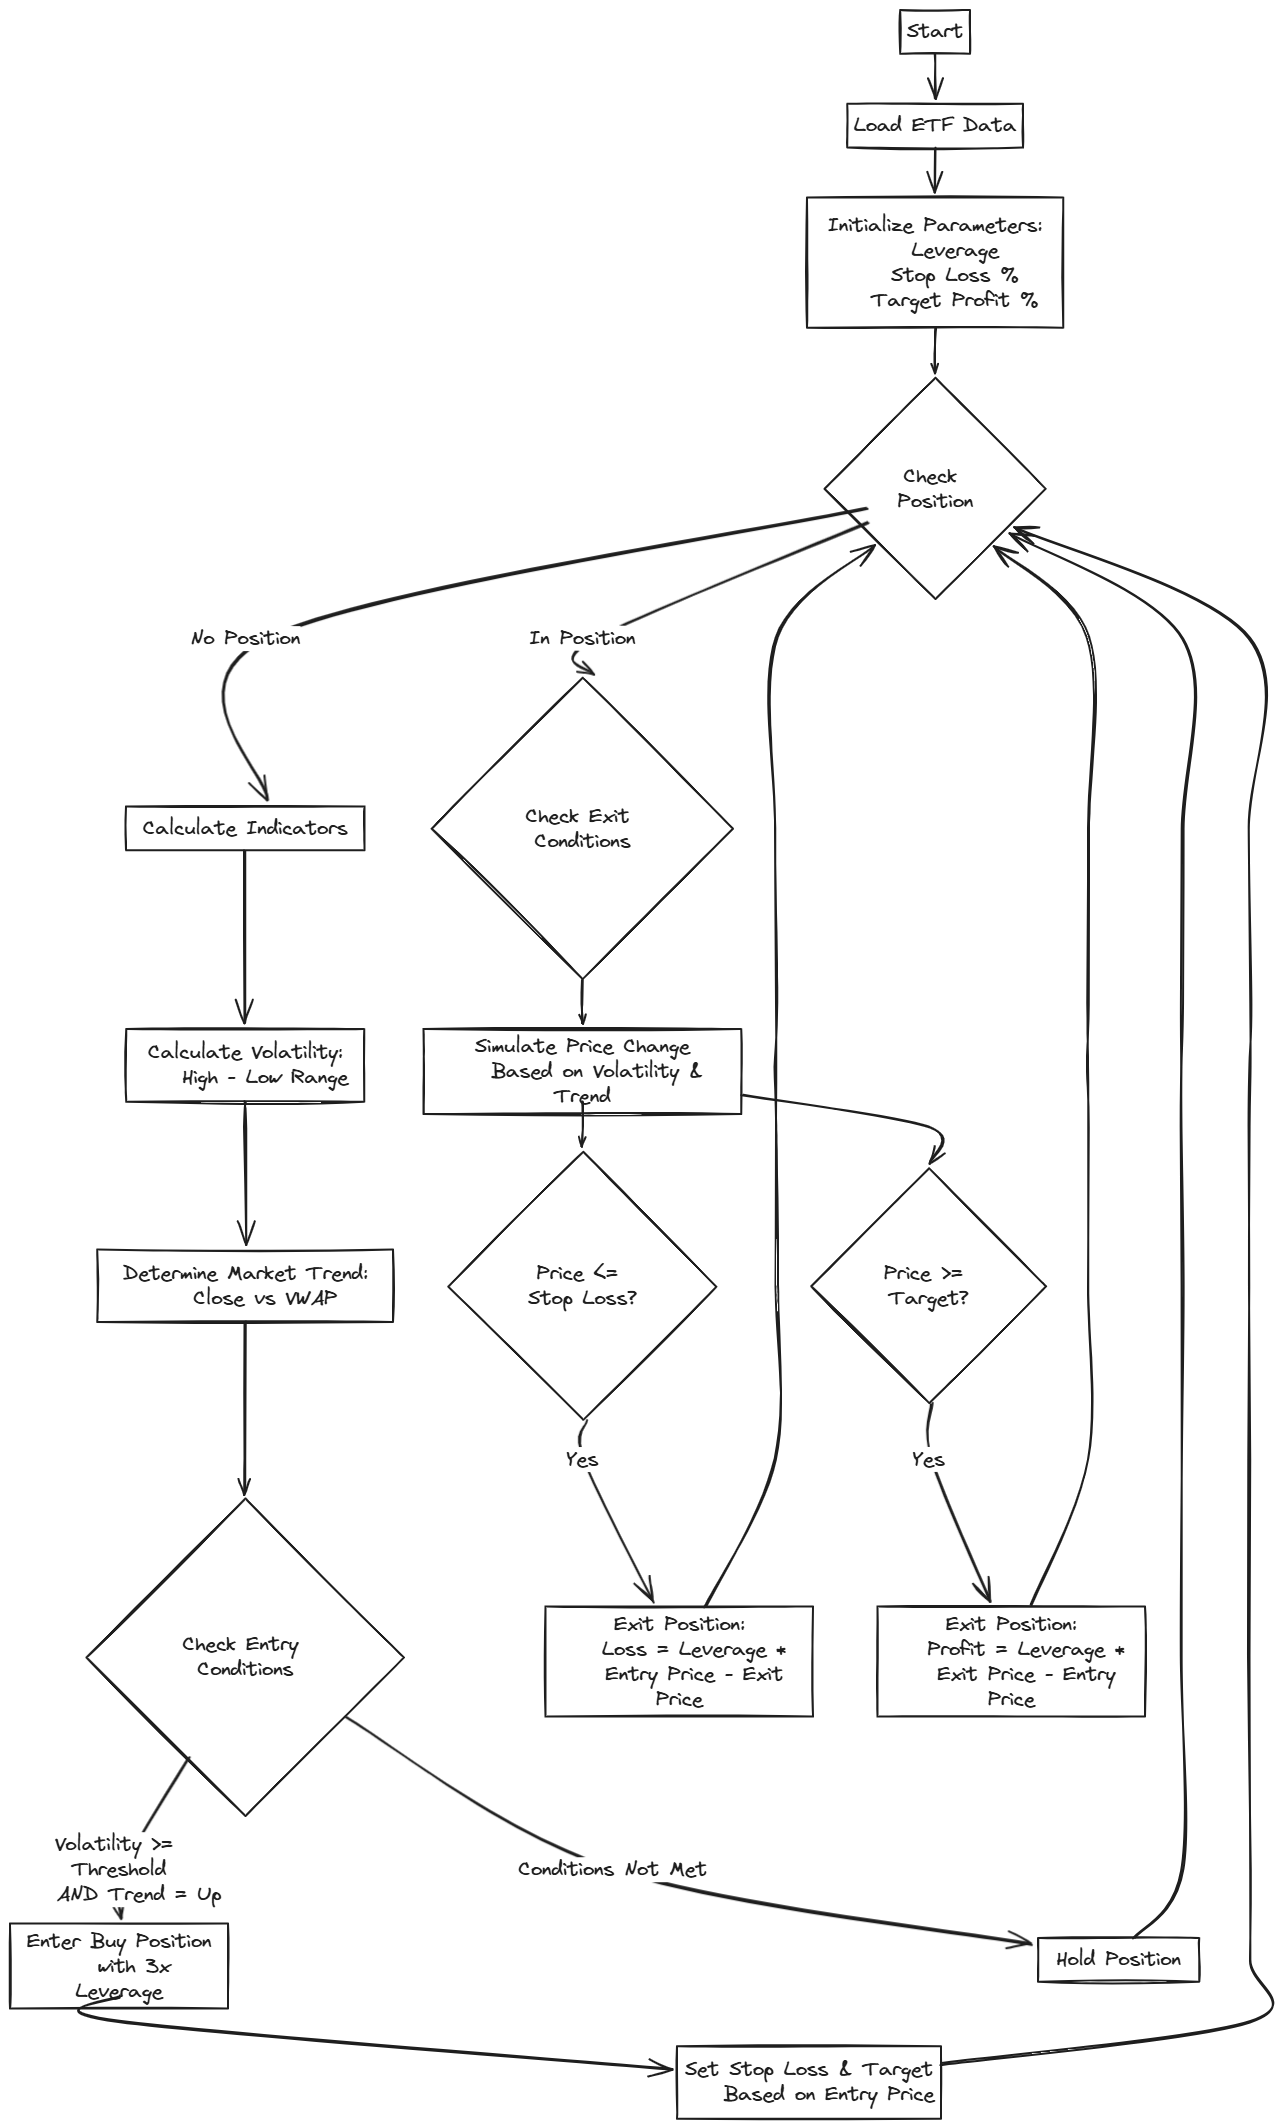 Start
Load ETF Data
Initialize Parameters:
Leverage
Stop Loss %
Target Profit %
Check
Position
No Position
In Position
Calculate Indicators
Check Exit
Conditions
Calculate Volatility:
High - Low Range
Simulate Price Change
Based on Volatility &
Trend
Determine Market Trend:
Close vs VWAP
Price <=
Stop Loss?
Price >=
Target?
Yes
Yes
Check Entry
Conditions
Exit Position:
Loss = Leverage *
Entry Price - Exit
Price
Exit Position:
Profit = Leverage *
Exit Price - Entry
Price
Volatility >=
Threshold
AND Trend = Up
Conditions Not Met
Enter Buy Position
with 3x
Leverage
Hold Position
Set Stop Loss & Target
Based on Entry Price